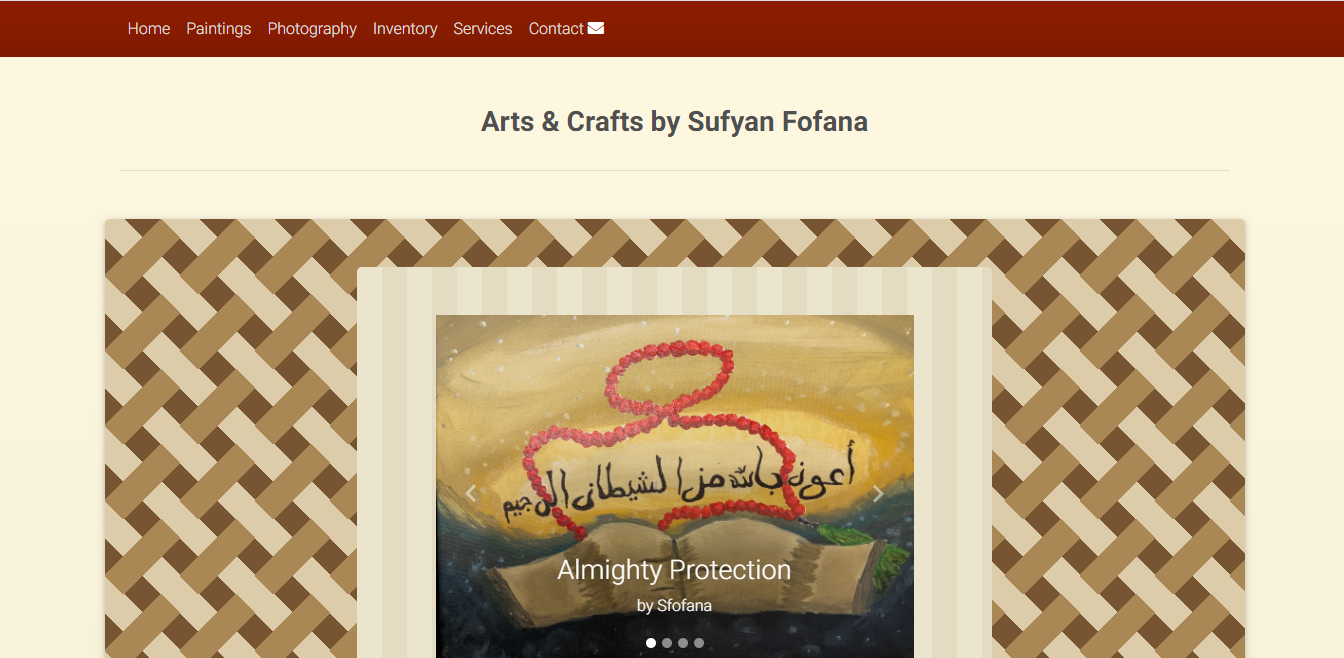 Home Paintings Photography Inventory Services Contact
Arts & Crafts by Sufyan Fofana
أعوذ بالله من الشيطان الرجيم
Almighty Protection
by Sfofana